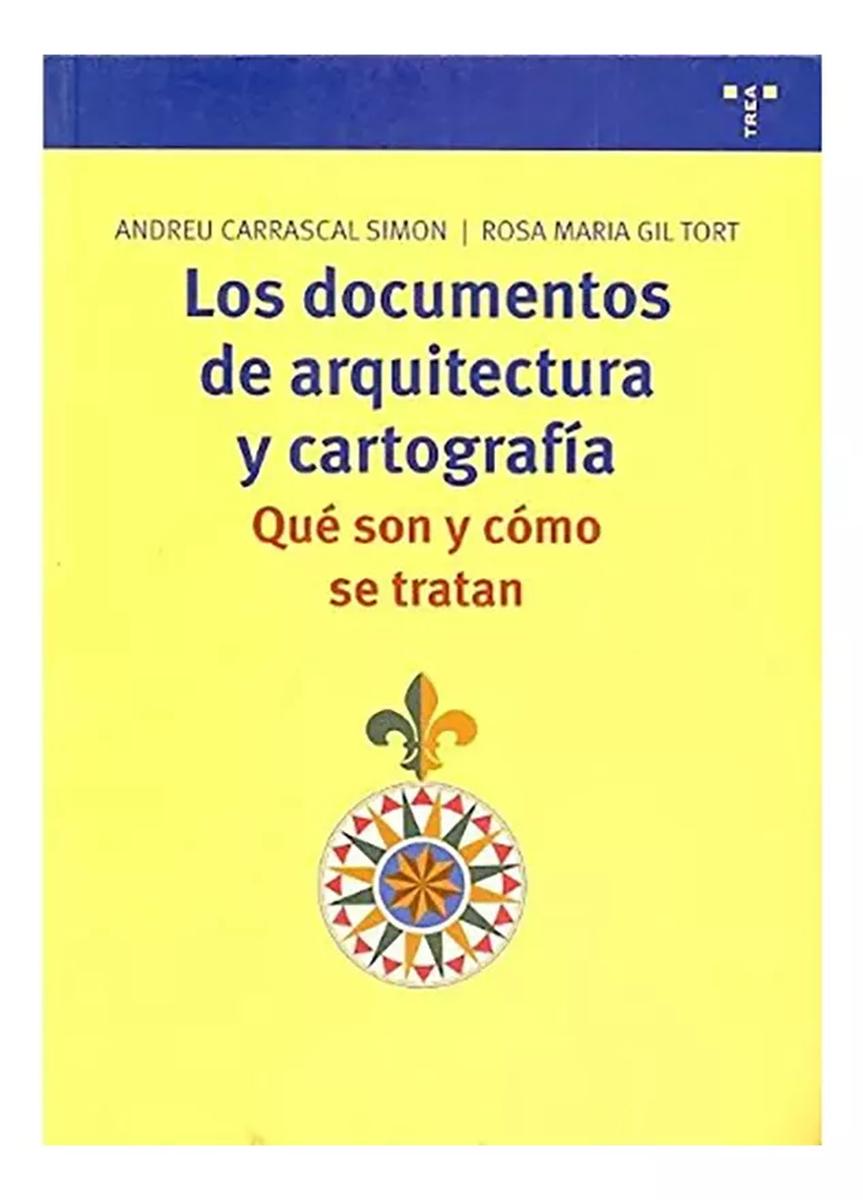 TREA
ANDREU CARRASCAL SIMON | ROSA MARIA GIL TORT
Los documentos
de arquitectura
y cartografía
Qué son y cómo
se tratan